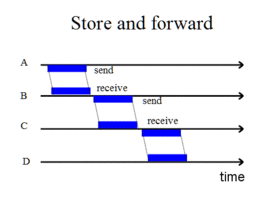 Store and forward
A
send
B
receive
send
C
receive
D
time